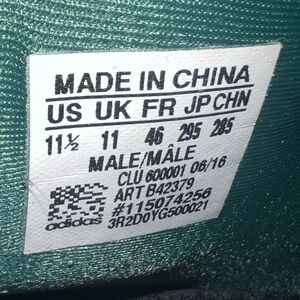 MADE IN CHINA
US UK FR JP CHN
11½ 11 46 295 285
MALE/MÂLE
CLU 600001 06/16
ART B42379
#115074256
3R2D0YG500021
adidas